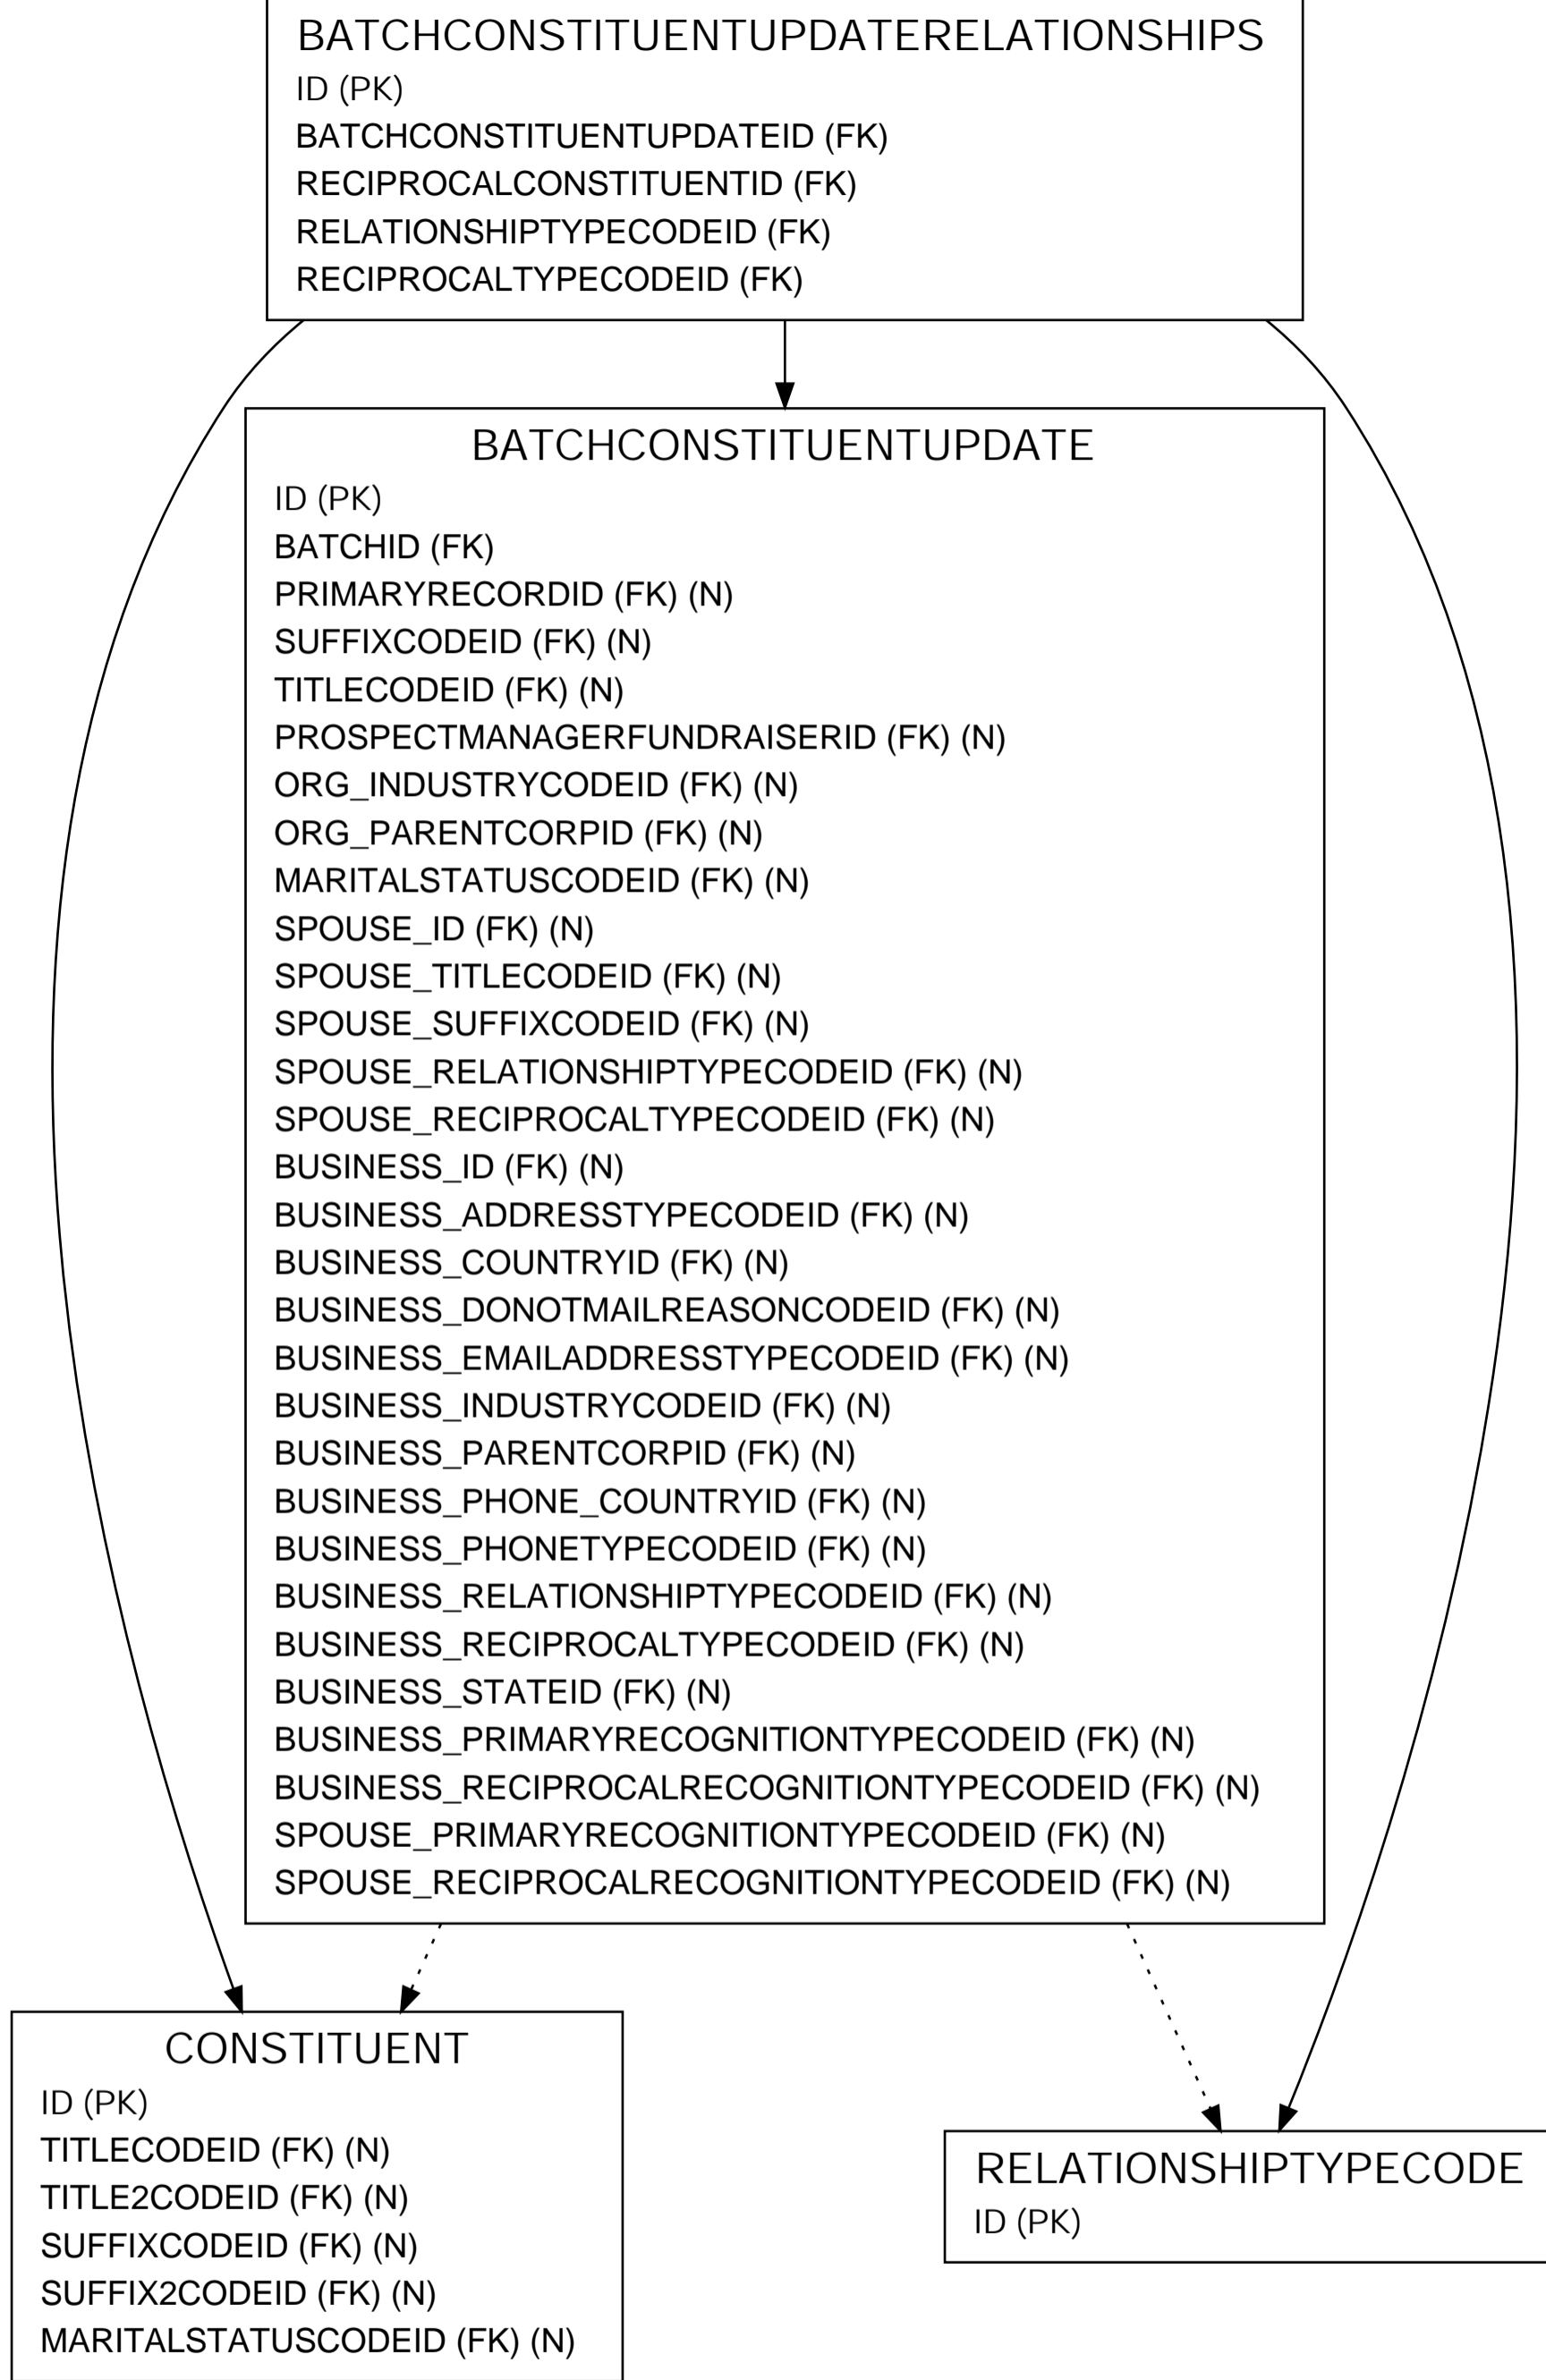 BATCHCONSTITUENTUPDATERELATIONSHIPS
ID (PK)
BATCHCONSTITUENTUPDATEID (FK)
RECIPROCALCONSTITUENTID (FK)
RELATIONSHIPTYPECODEID (FK)
RECIPROCALTYPECODEID (FK)
BATCHCONSTITUENTUPDATE
ID (PK)
BATCHID (FK)
PRIMARYRECORDID (FK) (N)
SUFFIXCODEID (FK) (N)
TITLECODEID (FK) (N)
PROSPECTMANAGERFUNDRAISERID (FK) (N)
ORG_INDUSTRYCODEID (FK) (N)
ORG_PARENTCORPID (FK) (N)
MARITALSTATUSCODEID (FK) (N)
SPOUSE_ID (FK) (N)
SPOUSE_TITLECODEID (FK) (N)
SPOUSE_SUFFIXCODEID (FK) (N)
SPOUSE_RELATIONSHIPTYPECODEID (FK) (N)
SPOUSE_RECIPROCALTYPECODEID (FK) (N)
BUSINESS_ID (FK) (N)
BUSINESS_ADDRESSTYPECODEID (FK) (N)
BUSINESS_COUNTRYID (FK) (N)
BUSINESS_DONOTMAILREASONCODEID (FK) (N)
BUSINESS_EMAILADDRESSTYPECODEID (FK) (N)
BUSINESS_INDUSTRYCODEID (FK) (N)
BUSINESS_PARENTCORPID (FK) (N)
BUSINESS_PHONE_COUNTRYID (FK) (N)
BUSINESS_PHONETYPECODEID (FK) (N)
BUSINESS_RELATIONSHIPTYPECODEID (FK) (N)
BUSINESS_RECIPROCALTYPECODEID (FK) (N)
BUSINESS_STATEID (FK) (N)
BUSINESS_PRIMARYRECOGNITIONTYPECODEID (FK) (N)
BUSINESS_RECIPROCALRECOGNITIONTYPECODEID (FK) (N)
SPOUSE_PRIMARYRECOGNITIONTYPECODEID (FK) (N)
SPOUSE_RECIPROCALRECOGNITIONTYPECODEID (FK) (N)
CONSTITUENT
ID (PK)
TITLECODEID (FK) (N)
TITLE2CODEID (FK) (N)
SUFFIXCODEID (FK) (N)
SUFFIX2CODEID (FK) (N)
MARITALSTATUSCODEID (FK) (N)
RELATIONSHIPTYPECODE
ID (PK)